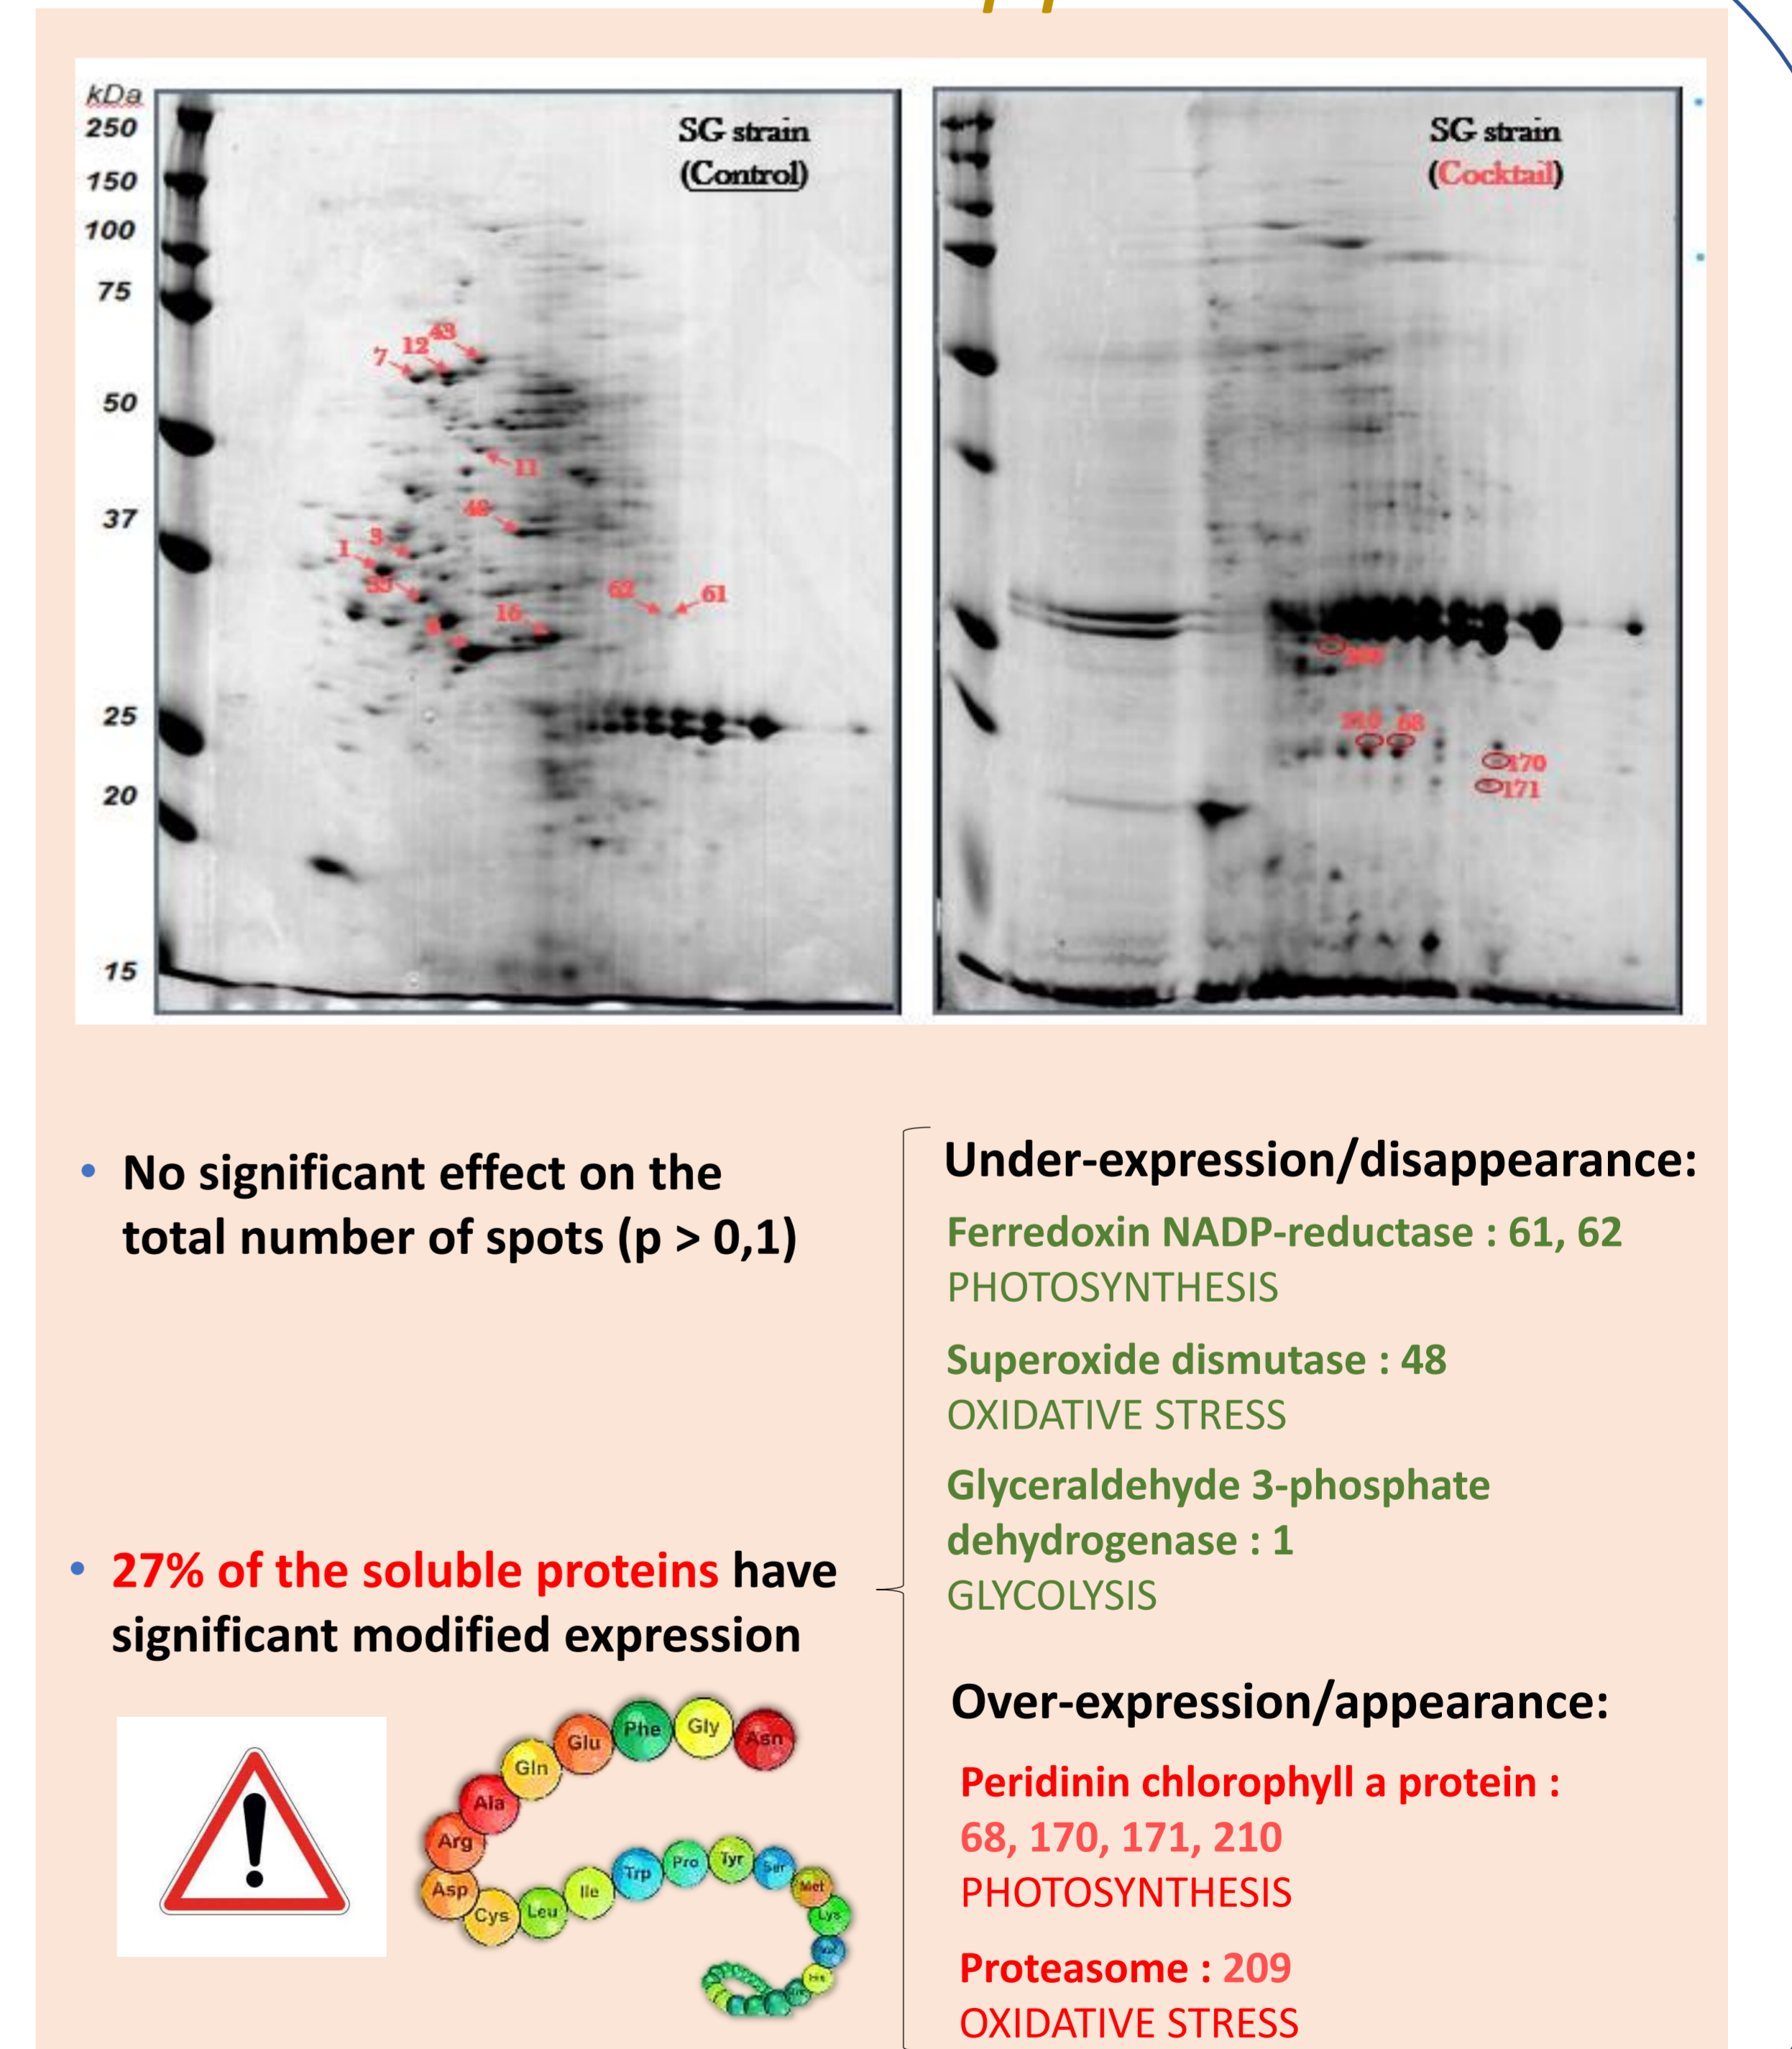 kDa
250
150
100
75
50
37
25
20
15
SG strain
(Control)
43
12
7
11
48
3
1
62
61
16
SG strain
(Cocktail)
68
170
171
• No significant effect on the
total number of spots (p > 0,1)
• 27% of the soluble proteins have
significant modified expression
Under-expression/disappearance:
Ferredoxin NADP-reductase : 61, 62
PHOTOSYNTHESIS
Superoxide dismutase : 48
OXIDATIVE STRESS
Glyceraldehyde 3-phosphate
dehydrogenase : 1
GLYCOLYSIS
Over-expression/appearance:
Peridinin chlorophyll a protein :
68, 170, 171, 210
PHOTOSYNTHESIS
Proteasome : 209
OXIDATIVE STRESS
Asn
Gly
Phe
Glu
Gln
Ala
Arg
Asp
Cys
Leu
Ile
Trp
Pro
Tyr
Ser
Met
Lys